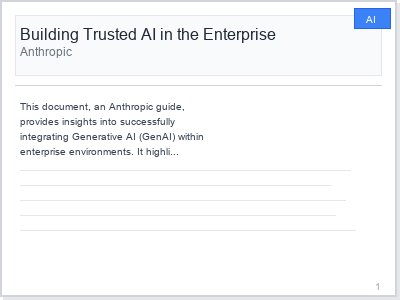 AI
Building Trusted AI in the Enterprise
Anthropic
This document, an Anthropic guide,
provides insights into successfully
integrating Generative AI (GenAI) within
enterprise environments. It highli...
1